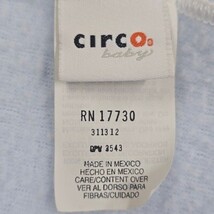 circo
baby
RN 17730
311312
DPV 3543
MADE IN MEXICO
HECHO EN MEXICO
CARE/CONTENT OVER
VER AL DORSO PARA
FIBRAS/CUIDADO